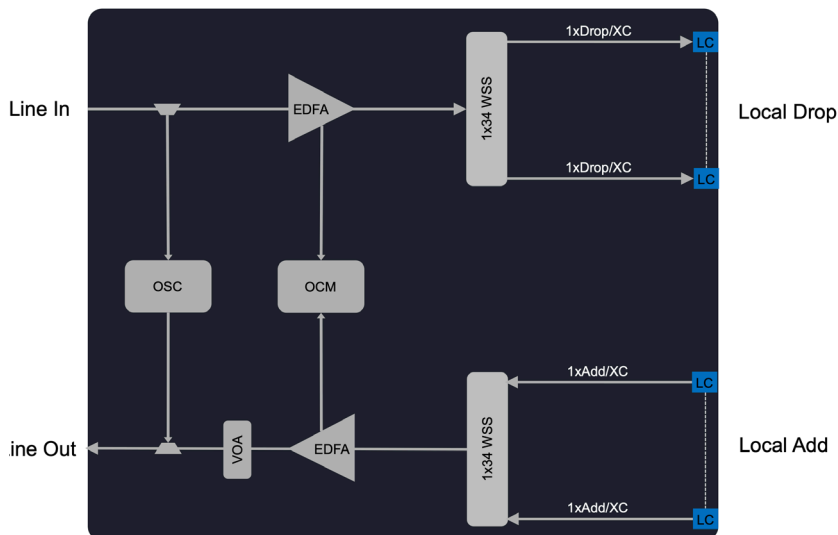 1xDrop/XC
LC
Line In
EDFA
1x34 WSS
Local Drop
1xDrop/XC
LC
OSC
OCM
1xAdd/XC
LC
ine Out
VOA
EDFA
1x34 WSS
Local Add
1xAdd/XC
LC